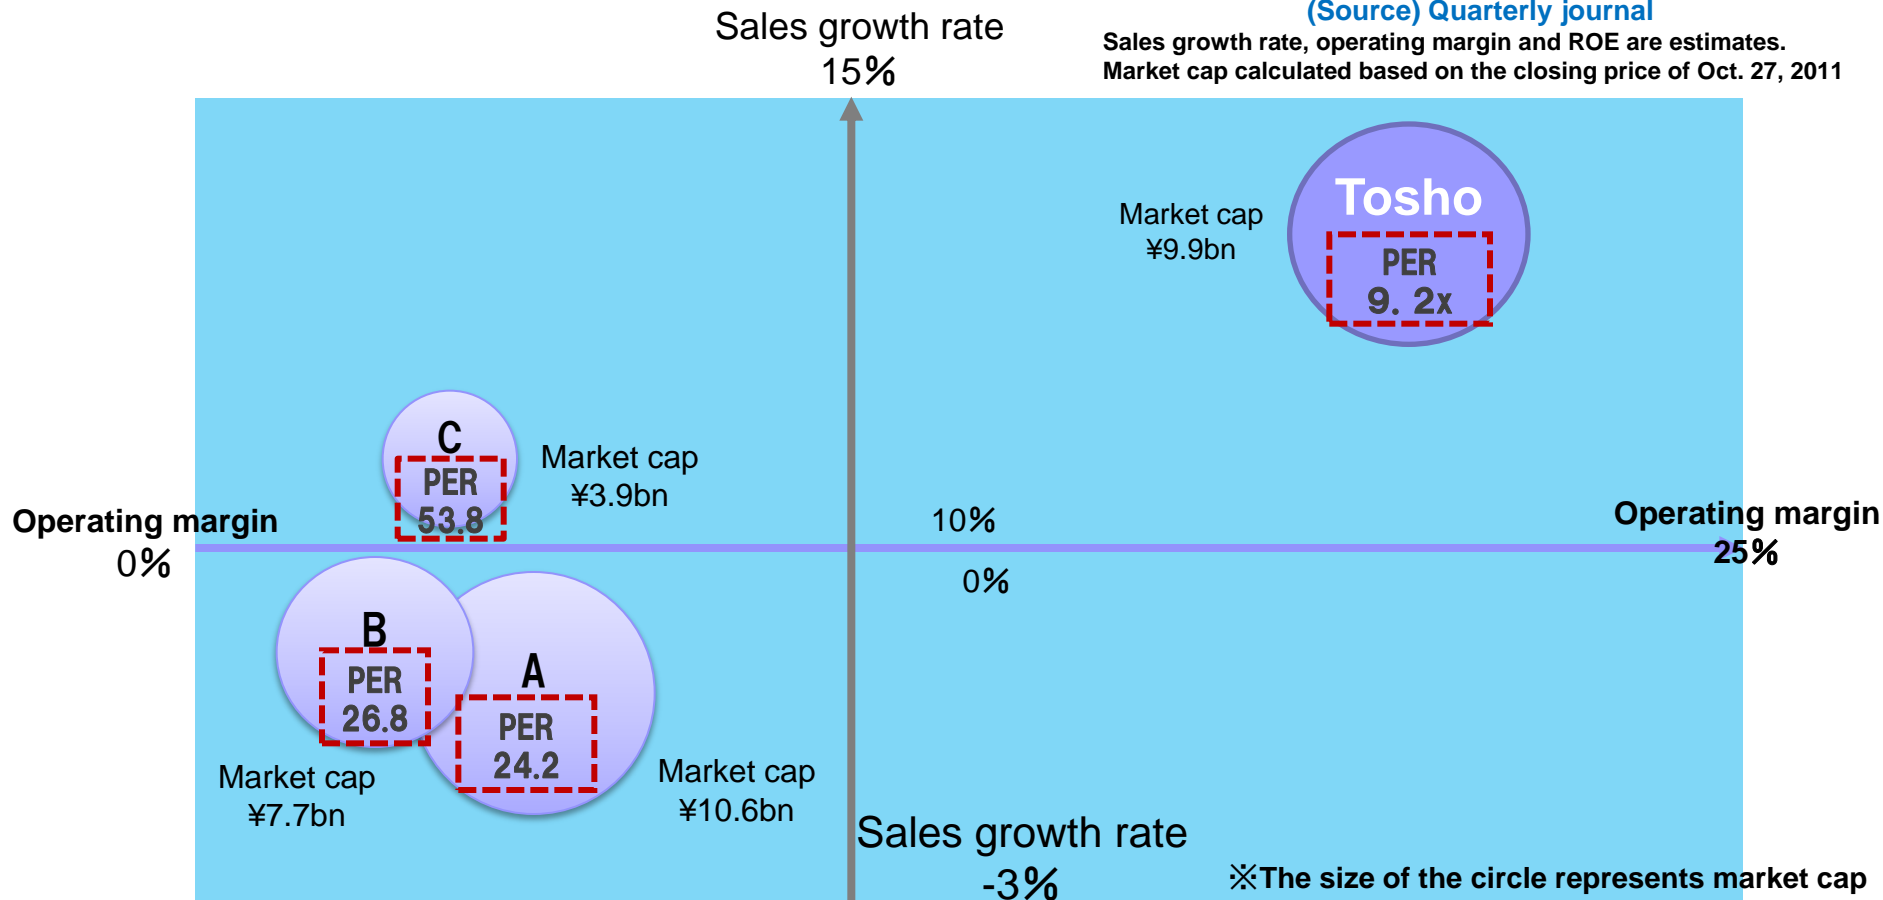 (Source) Quarterly journal
Sales growth rate, operating margin and ROE are estimates.
Market cap calculated based on the closing price of Oct. 27, 2011
Sales growth rate
15%
Tosho
PER
9. 2x
Market cap
¥9.9bn
C
PER
53.8
Market cap
¥3.9bn
Operating margin
0%
10%
0%
Operating margin
25%
B
PER
26.8
Market cap
¥7.7bn
A
PER
24.2
Market cap
¥10.6bn
Sales growth rate
-3%
※The size of the circle represents market cap